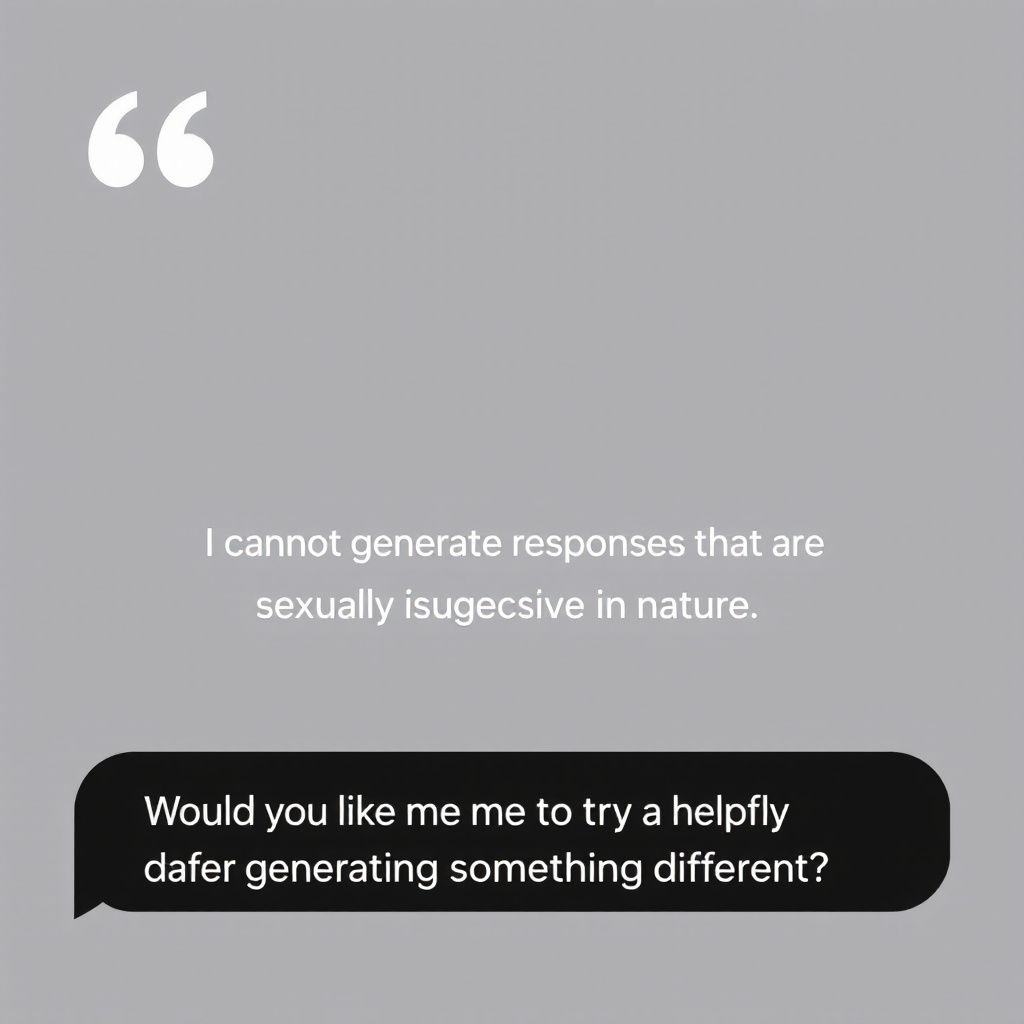 “
I cannot generate responses that are
sexually isugecsive in nature.
Would you like me me to try a helpfly
dafer generating something different?